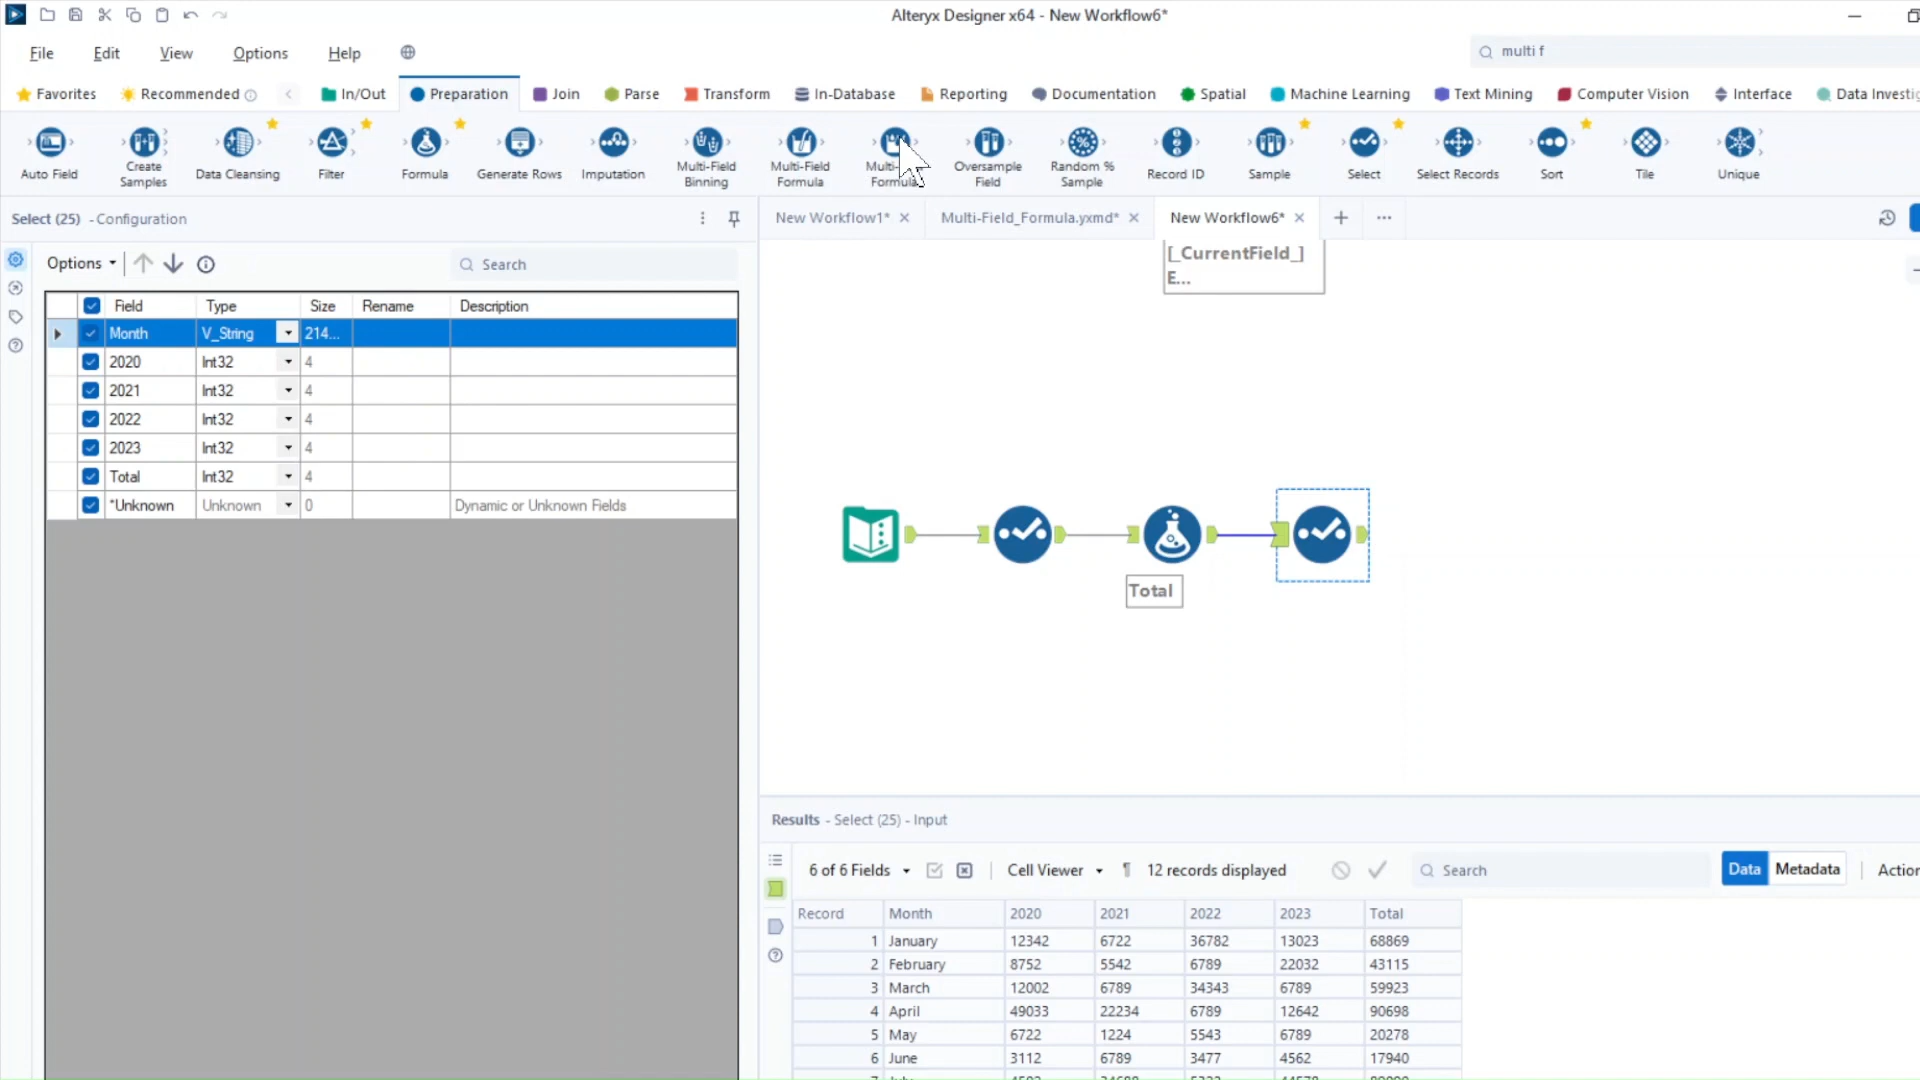 Alteryx Designer x64 - New Workflow6*
File Edit View Options Help
multi f
Favorites Recommended In/Out Preparation Join Parse Transform In-Database Reporting Documentation Spatial Machine Learning Text Mining Computer Vision Interface Data Investig
Auto Field
Create Samples
Data Cleansing
Filter
Formula
Generate Rows
Imputation
Multi-Field Binning
Multi-Field Formula
Formula
Oversample Field
Random % Sample
Record ID
Sample
Select
Select Records
Sort
Tile
Unique
Select (25) - Configuration
New Workflow1* Multi-Field_Formula.yxmd* New Workflow6*
Options Search
Field Type Size Rename Description
Month V_String 214...
2020 Int32 4
2021 Int32 4
2022 Int32 4
2023 Int32 4
Total Int32 4
*Unknown Unknown 0 Dynamic or Unknown Fields
[_CurrentField_]
E...
Total
Results - Select (25) - Input
6 of 6 Fields Cell Viewer 12 records displayed Search Data Metadata Action
Record Month 2020 2021 2022 2023 Total
1 January 12342 6722 36782 13023 68869
2 February 8752 5542 6789 22032 43115
3 March 12002 6789 34343 6789 59923
4 April 49033 22234 6789 12642 90698
5 May 6722 1224 5543 6789 20278
6 June 3112 6789 3477 4562 17940